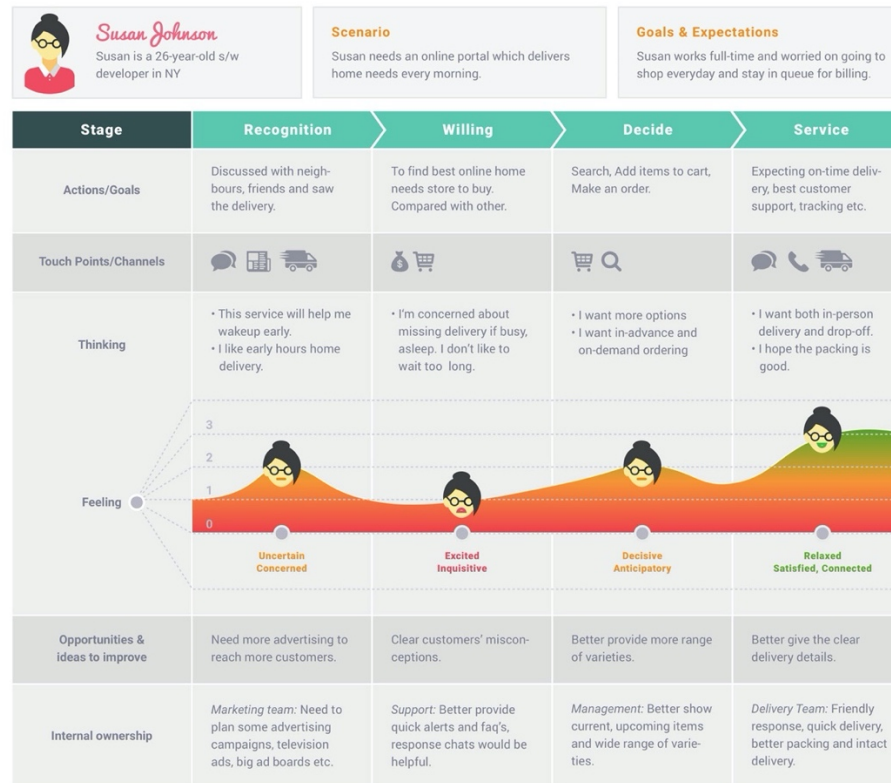 Susan Johnson
Susan is a 26-year-old s/w
developer in NY
Scenario
Susan needs an online portal which delivers
home needs every morning.
Goals & Expectations
Susan works full-time and worried on going to
shop everyday and stay in queue for billing.
Stage
Recognition
Willing
Decide
Service
Actions/Goals
Discussed with neigh-
bours, friends and saw
the delivery.
To find best online home
needs store to buy.
Compared with other.
Search, Add items to cart,
Make an order.
Expecting on-time deliv-
ery, best customer
support, tracking etc.
Touch Points/Channels
$
Thinking
• This service will help me
wakeup early.
• I like early hours home
delivery.
• I'm concerned about
missing delivery if busy,
asleep. I don't like to
wait too long.
• I want more options
• I want in-advance and
on-demand ordering
• I want both in-person
delivery and drop-off.
• I hope the packing is
good.
Feeling
3
2
1
0
Uncertain
Concerned
Excited
Inquisitive
Decisive
Anticipatory
Relaxed
Satisfied, Connected
Opportunities &
ideas to improve
Need more advertising to
reach more customers.
Clear customers' miscon-
ceptions.
Better provide more range
of varieties.
Better give the clear
delivery details.
Internal ownership
Marketing team: Need to
plan some advertising
campaigns, television
ads, big ad boards etc.
Support: Better provide
quick alerts and faq's,
response chats would be
helpful.
Management: Better show
current, upcoming items
and wide range of varie-
ties.
Delivery Team: Friendly
response, quick delivery,
better packing and intact
delivery.